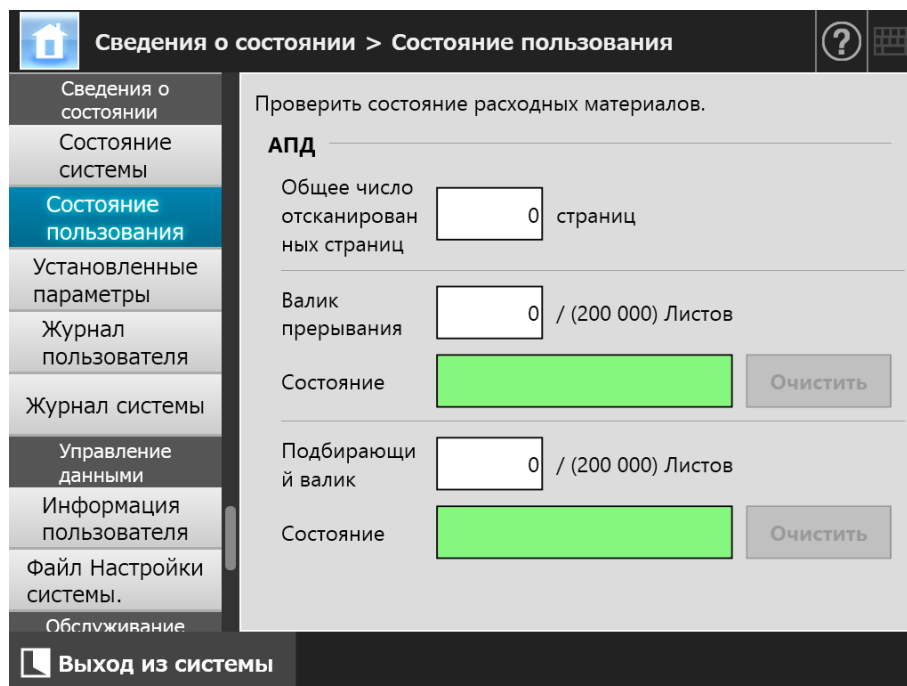 Сведения о состоянии > Состояние пользования
?
Сведения о
состоянии
Состояние
системы
Состояние
пользования
Установленные
параметры
Журнал
пользователя
Журнал системы
Управление
данными
Информация
пользователя
Файл Настройки
системы.
Обслуживание
Проверить состояние расходных материалов.
АПД
Общее число
отсканирован
ных страниц
0 страниц
Валик
прерывания
0 / (200 000) Листов
Состояние
Очистить
Подбирающи
й валик
0 / (200 000) Листов
Состояние
Очистить
Выход из системы